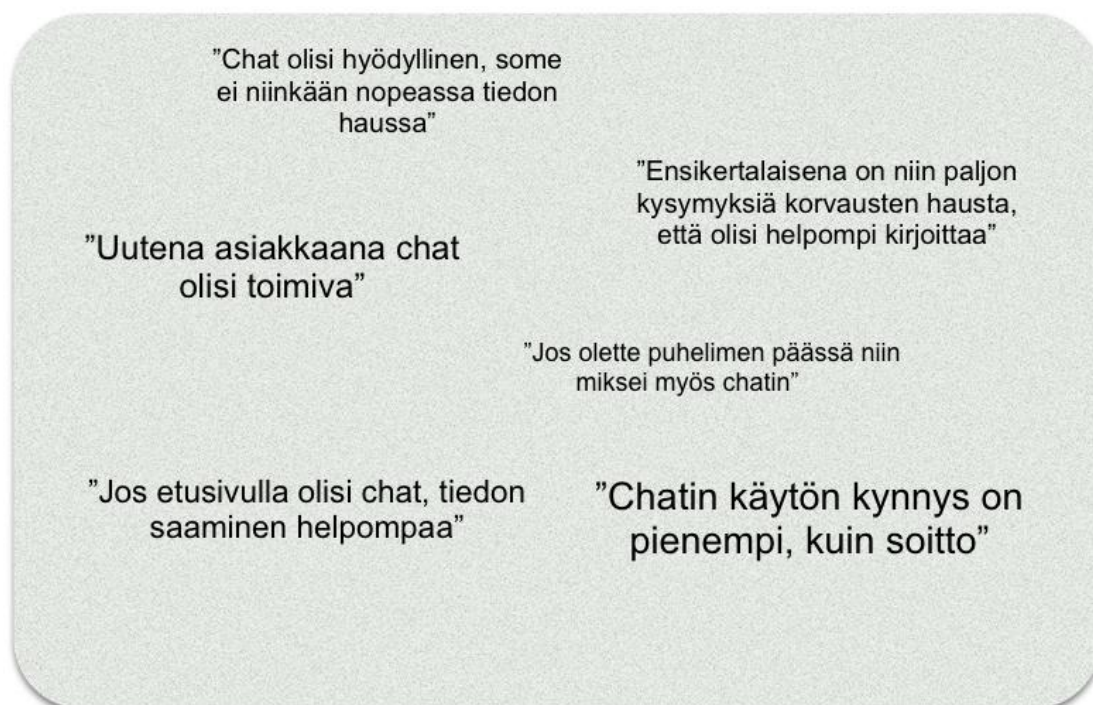 ”Chat olisi hyödyllinen, some
ei niinkään nopeassa tiedon
haussa”
”Ensikertalaisena on niin paljon
kysymyksiä korvausten hausta,
että olisi helpompi kirjoittaa”
”Uutena asiakkaana chat
olisi toimiva”
”Jos olette puhelimen päässä niin
miksei myös chatin”
”Jos etusivulla olisi chat, tiedon
saaminen helpompaa”
”Chatin käytön kynnys on
pienempi, kuin soitto”